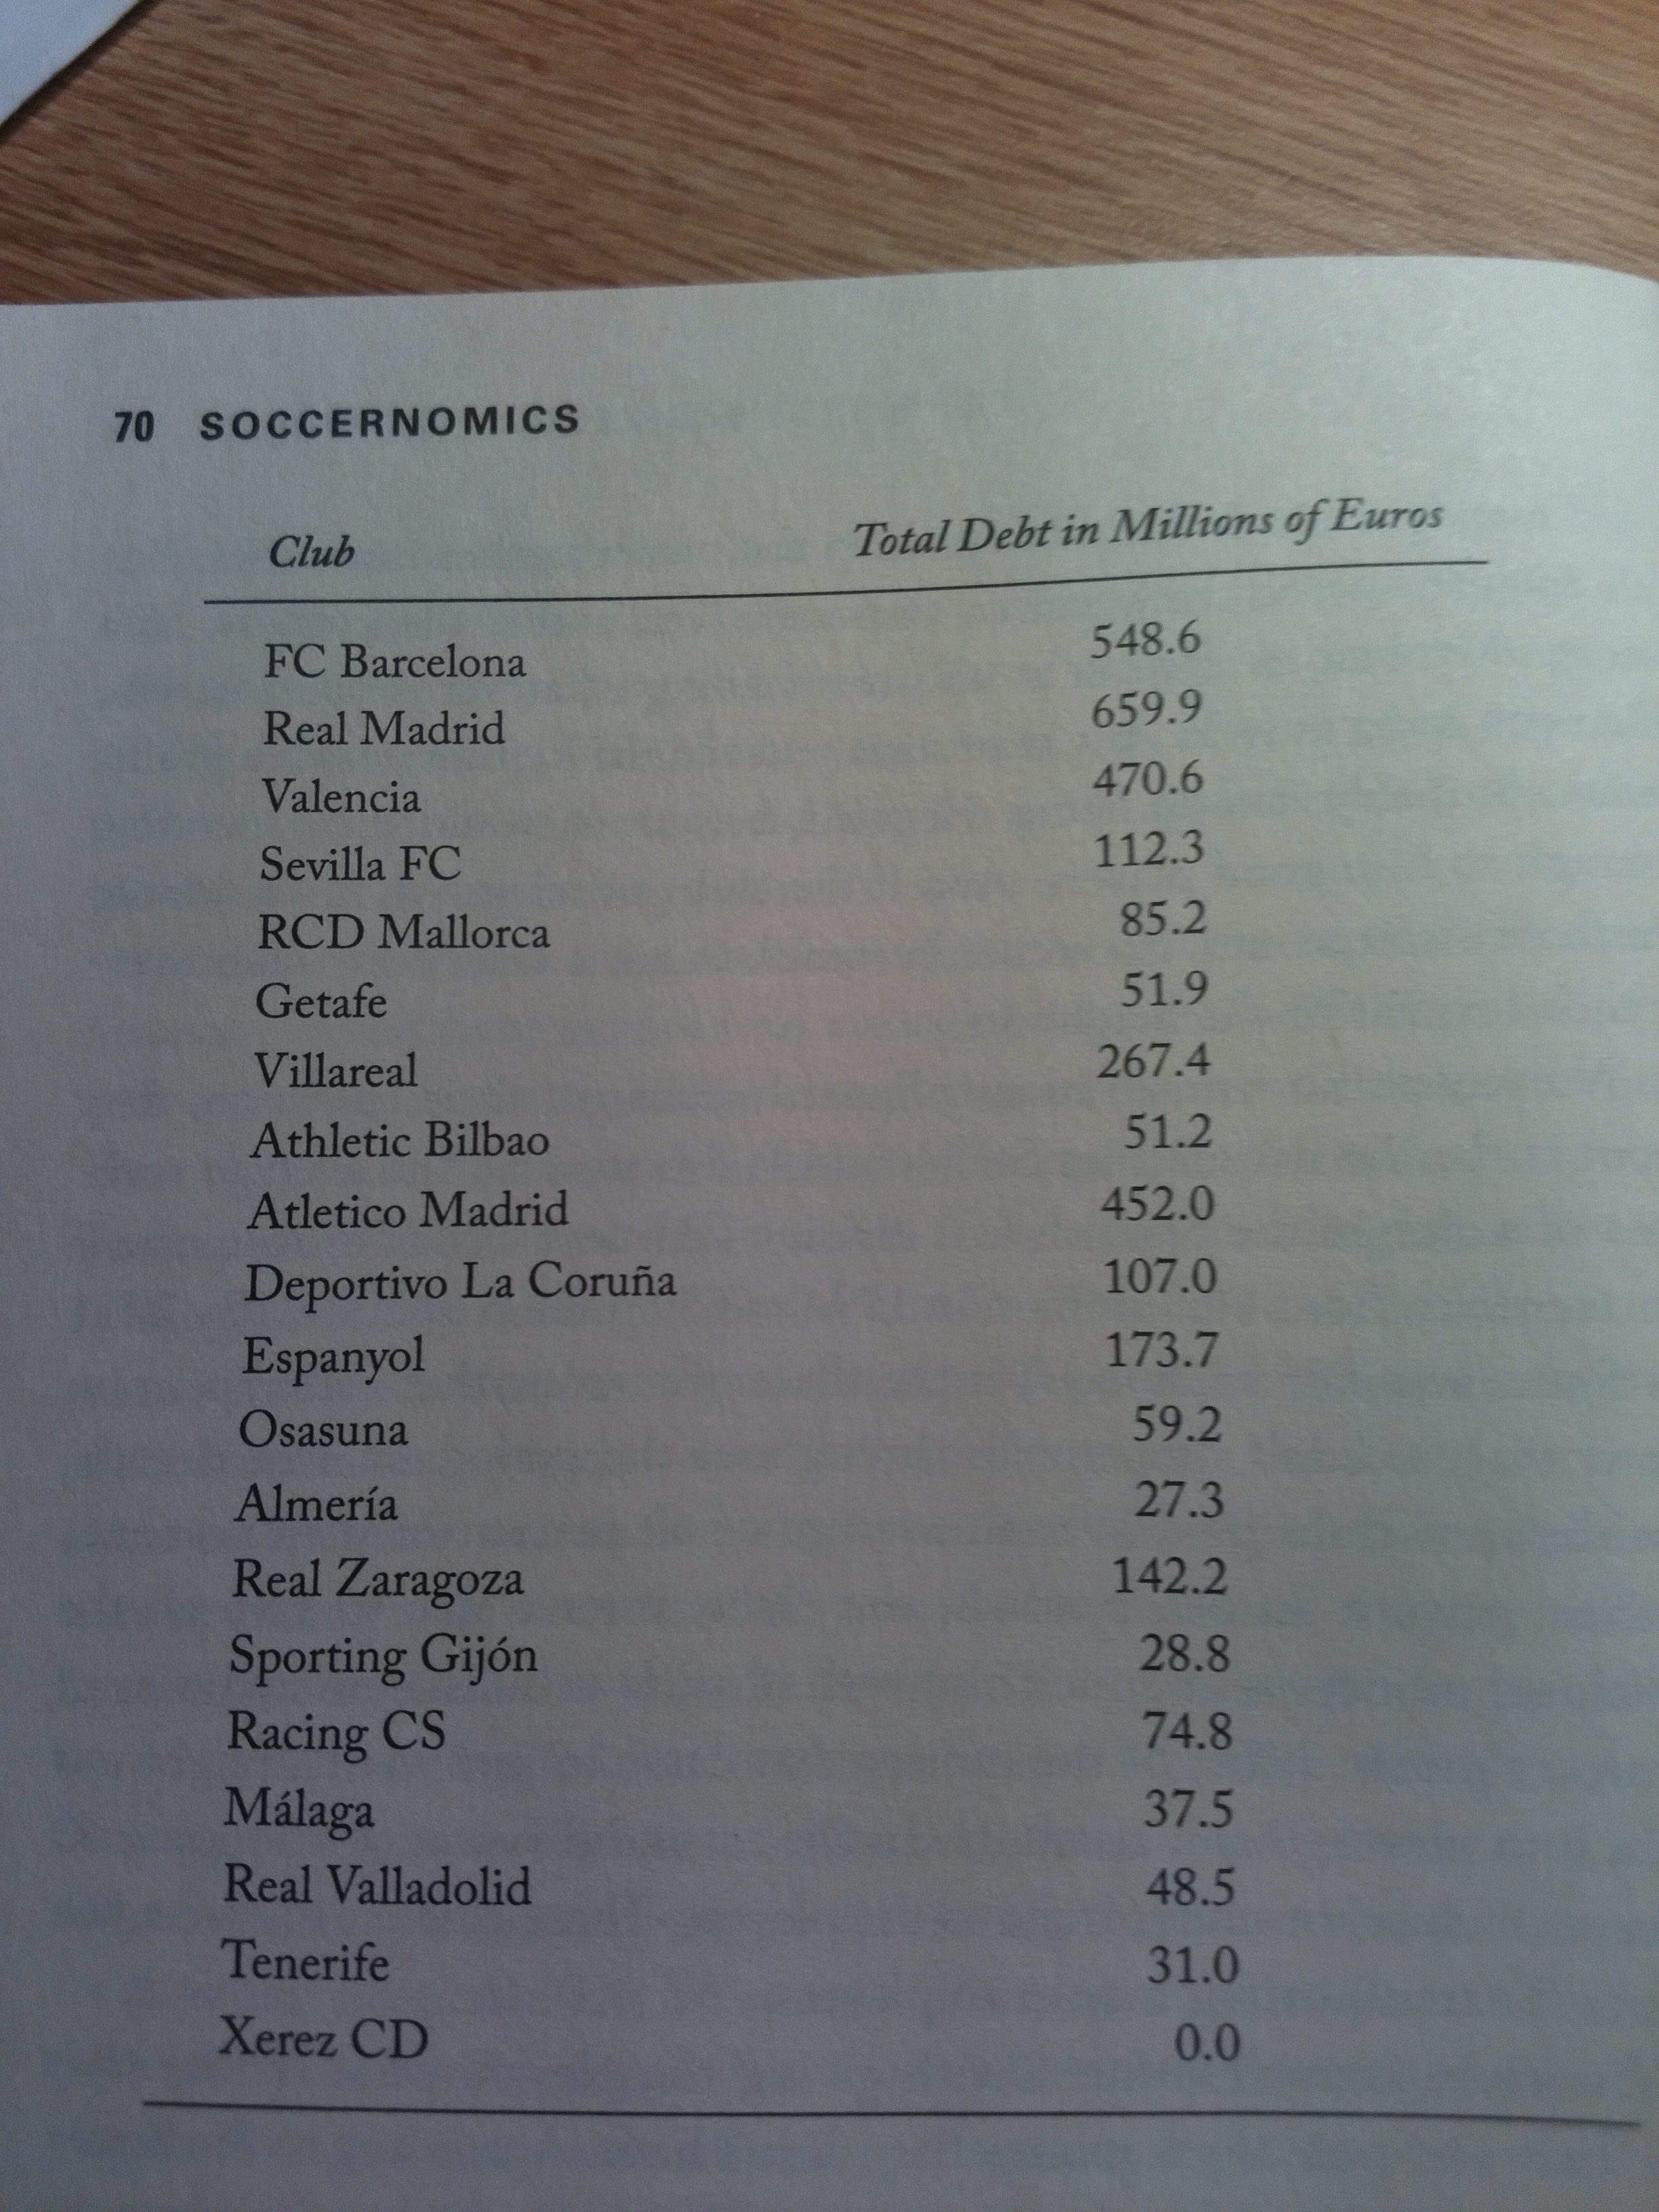 70 SOCCERNOMICS
Club Total Debt in Millions of Euros
FC Barcelona 548.6
Real Madrid 659.9
Valencia 470.6
Sevilla FC 112.3
RCD Mallorca 85.2
Getafe 51.9
Villareal 267.4
Athletic Bilbao 51.2
Atletico Madrid 452.0
Deportivo La Coruña 107.0
Espanyol 173.7
Osasuna 59.2
Almería 27.3
Real Zaragoza 142.2
Sporting Gijón 28.8
Racing CS 74.8
Málaga 37.5
Real Valladolid 48.5
Tenerife 31.0
Xerez CD 0.0